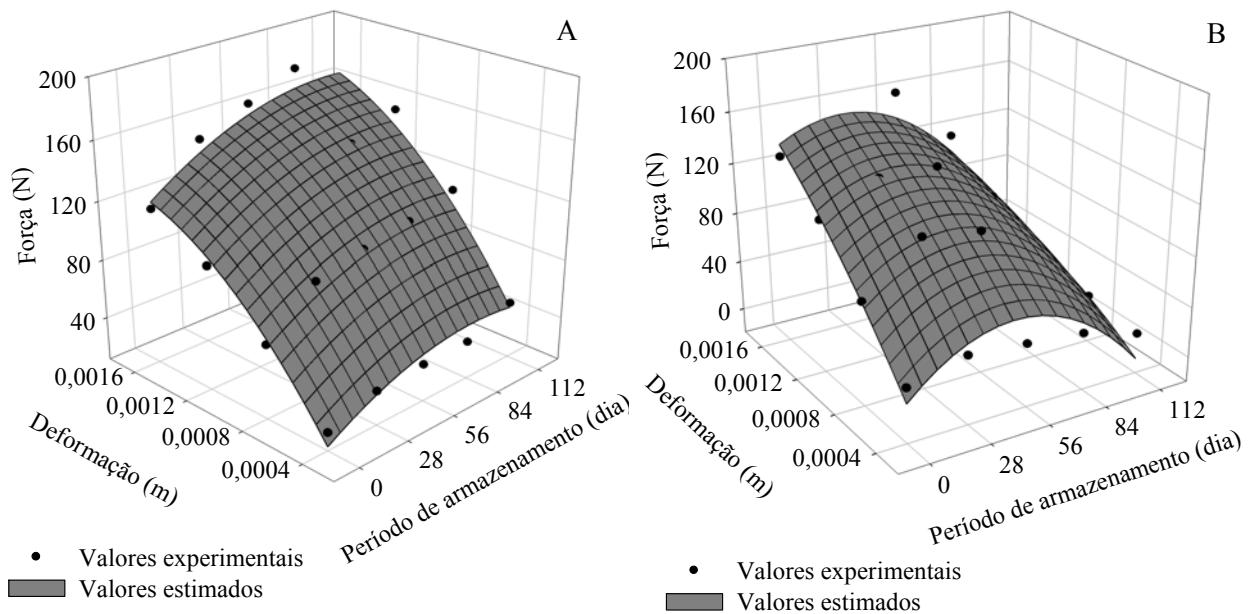 A
200
160
120
80
40
Força (N)
0,0016
0,0012
0,0008
0,0004
Deformação (m)
0
28
56
84
112
Período de armazenamento (dia)
• Valores experimentais
Valores estimados
B
200
160
120
80
40
0
Força (N)
0,0016
0,0012
0,0008
0,0004
Deformação (m)
0
28
56
84
112
Período de armazenamento (dia)
• Valores experimentais
Valores estimados